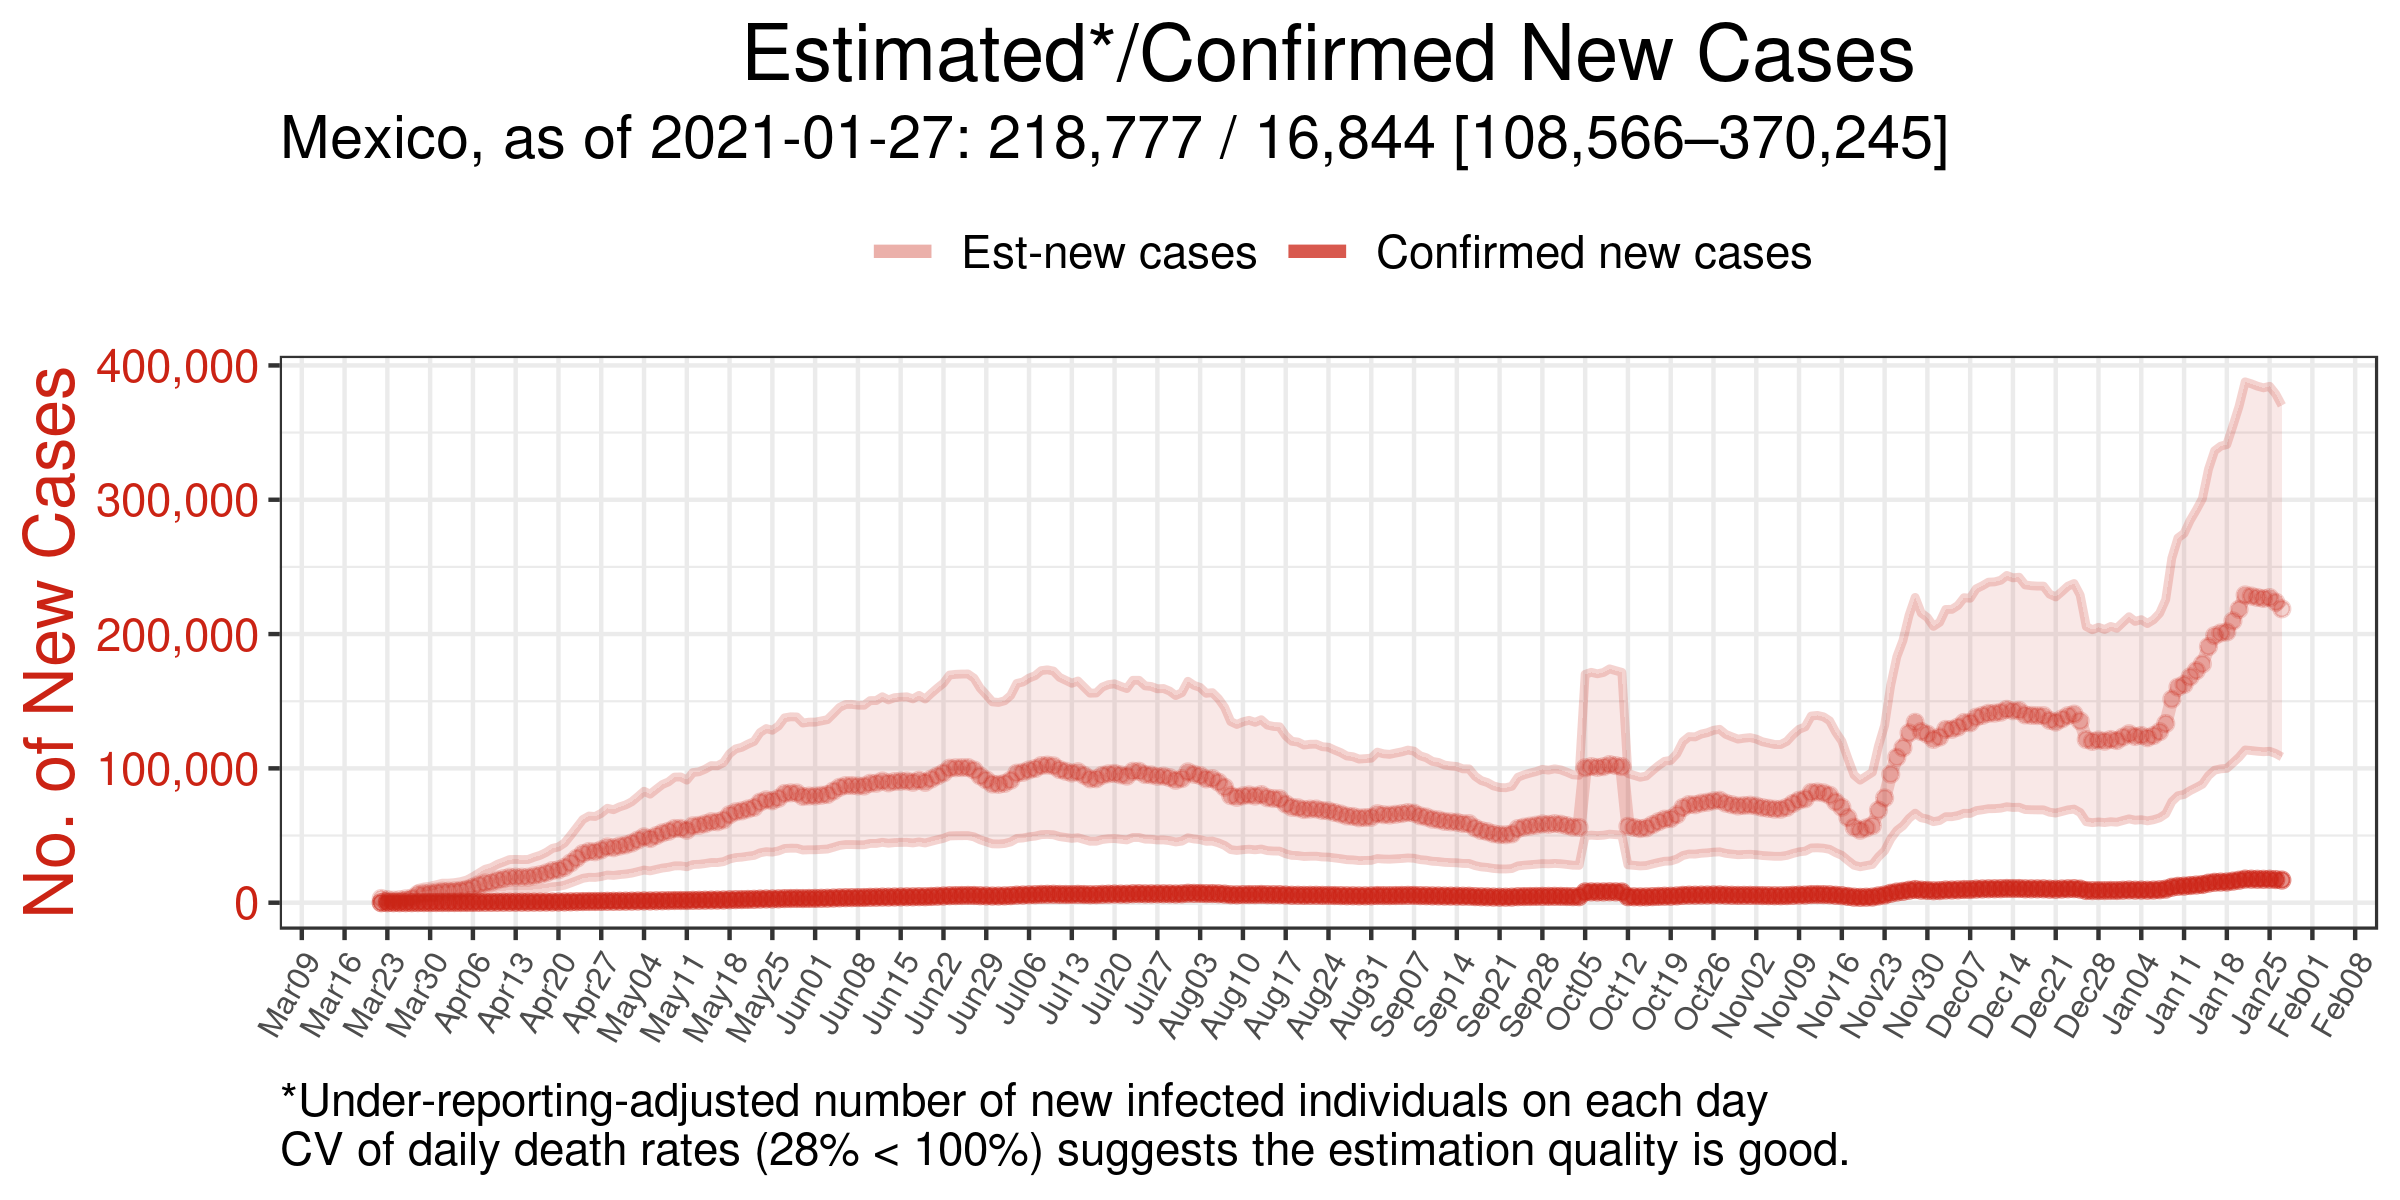 Estimated*/Confirmed New Cases
Mexico, as of 2021-01-27: 218,777 / 16,844 [108,566–370,245]
Est-new cases
Confirmed new cases
No. of New Cases
400,000
300,000
200,000
100,000
0
Mar09
Mar16
Mar23
Mar30
Apr06
Apr13
Apr20
Apr27
May04
May11
May18
May25
Jun01
Jun08
Jun15
Jun22
Jun29
Jul06
Jul13
Jul20
Jul27
Aug03
Aug10
Aug17
Aug24
Aug31
Sep07
Sep14
Sep21
Sep28
Oct05
Oct12
Oct19
Oct26
Nov02
Nov09
Nov16
Nov23
Nov30
Dec07
Dec14
Dec21
Dec28
Jan04
Jan11
Jan18
Jan25
Feb01
Feb08
*Under-reporting-adjusted number of new infected individuals on each day
CV of daily death rates (28% < 100%) suggests the estimation quality is good.